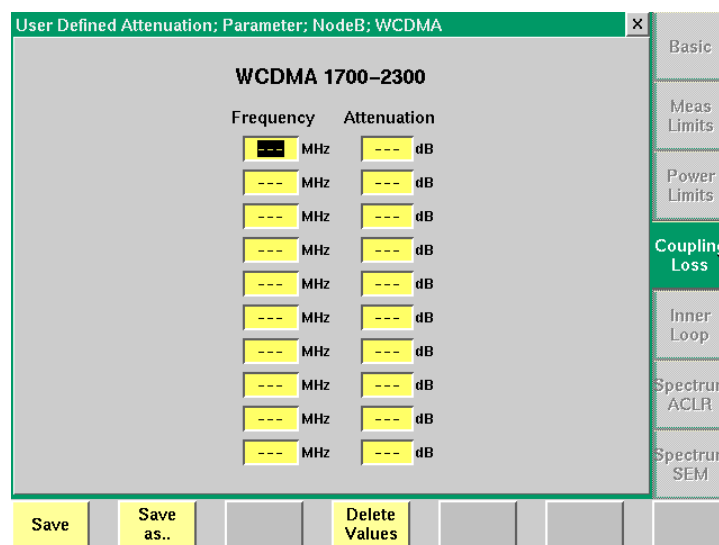 User Defined Attenuation; Parameter; NodeB; WCDMA
x
Basic
WCDMA 1700–2300
Meas
Limits
Frequency Attenuation
--- MHz --- dB
--- MHz --- dB
--- MHz --- dB
--- MHz --- dB
--- MHz --- dB
--- MHz --- dB
--- MHz --- dB
--- MHz --- dB
--- MHz --- dB
--- MHz --- dB
Power
Limits
Coupling
Loss
Inner
Loop
Spectrum
ACLR
Spectrum
SEM
Save
Save
as..
Delete
Values